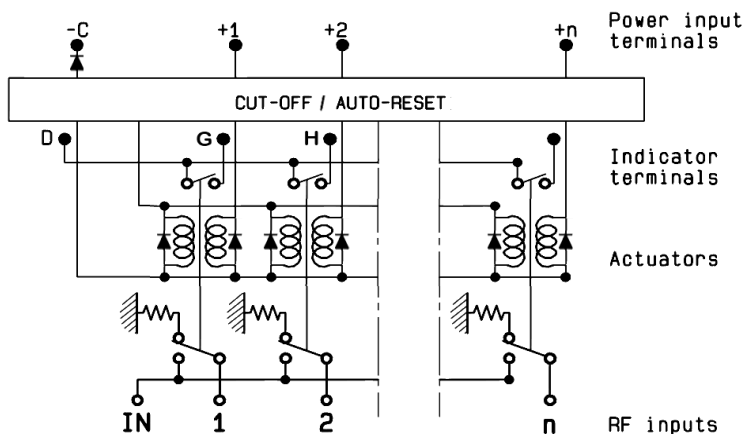 -C +1 +2 +n Power input
terminals
CUT-OFF / AUTO-RESET
D G H Indicator
terminals
Actuators
IN 1 2 n RF inputs